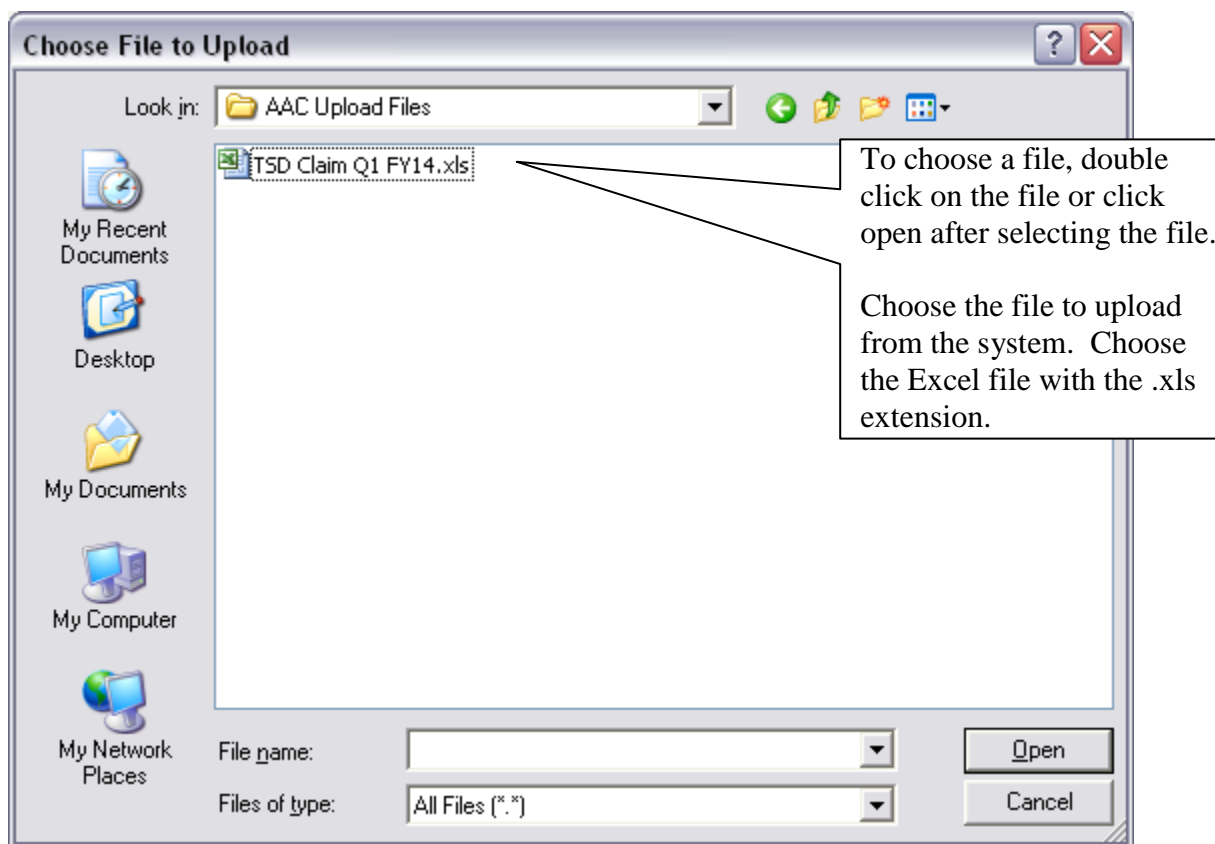 Choose File to Upload
Look in:
AAC Upload Files
TSD Claim Q1 FY14.xls
To choose a file, double
click on the file or click
open after selecting the file.
Choose the file to upload
from the system.  Choose
the Excel file with the .xls
extension.
My Recent
Documents
Desktop
My Documents
My Computer
My Network
Places
File name:
Open
Files of type:
All Files (*.*)
Cancel